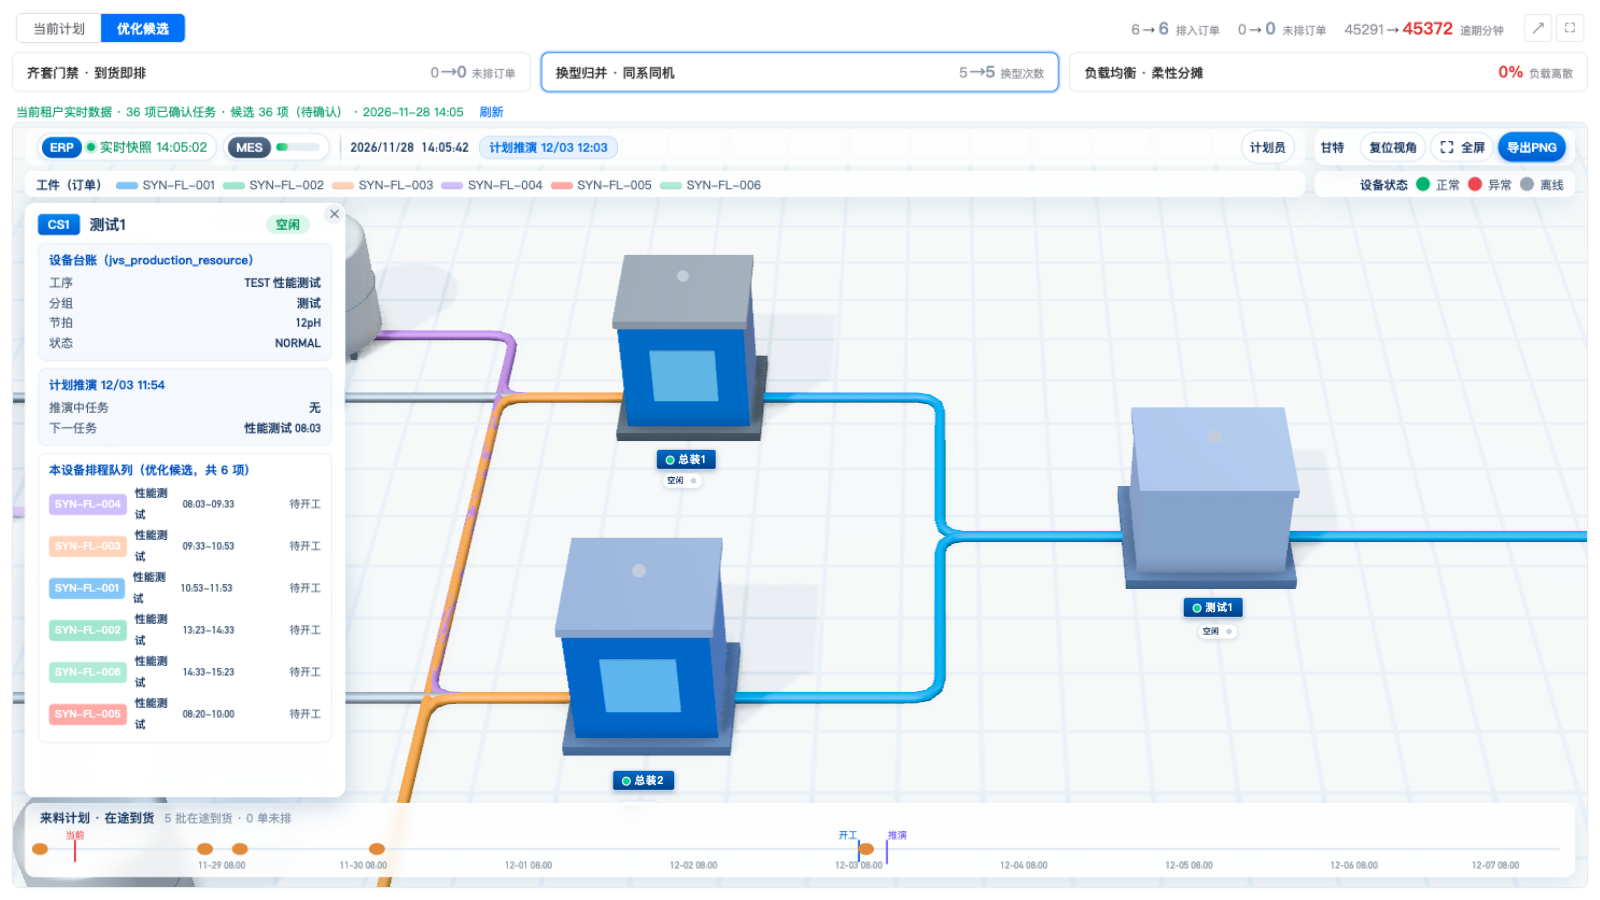 当前计划 优化候选 6→6 排入订单 0→0 未排订单 45291→45372 逾期分钟
齐套门禁 · 到货即排 0→0 未排订单 换型归并 · 同系同机 5→5 换型次数 负载均衡 · 柔性分摊 0% 负载离散
当前租户实时数据 · 36 项已确认任务 · 候选 36 项（待确认） · 2026-11-28 14:05 刷新
ERP 实时快照 14:05:02 MES 2026/11/28 14:05:42 计划推演 12/03 12:03 计划员 甘特 复位视角 全屏 导出PNG
工件（订单） SYN-FL-001 SYN-FL-002 SYN-FL-003 SYN-FL-004 SYN-FL-005 SYN-FL-006 设备状态 正常 异常 离线
CS1 测试1 空闲
设备台账（jvs_production_resource）
工序 TEST 性能测试
分组 测试
节拍 12pH
状态 NORMAL
计划推演 12/03 11:54
推演中任务 无
下一任务 性能测试 08:03
本设备排程队列（优化候选，共 6 项）
SYN-FL-004 性能测试 08:03-09:33 待开工
SYN-FL-003 性能测试 09:33-10:53 待开工
SYN-FL-001 性能测试 10:53-11:53 待开工
SYN-FL-002 性能测试 13:23-14:33 待开工
SYN-FL-006 性能测试 14:33-15:23 待开工
SYN-FL-005 性能测试 08:20-10:00 待开工
总装1
空闲
总装2
测试1
空闲
来料计划 · 在途到货 5 批在途到货 · 0 单未排
当前 开工 推演
11-29 08:00 11-30 08:00 12-01 08:00 12-02 08:00 12-03 08:00 12-04 08:00 12-05 08:00 12-06 08:00 12-07 08:00